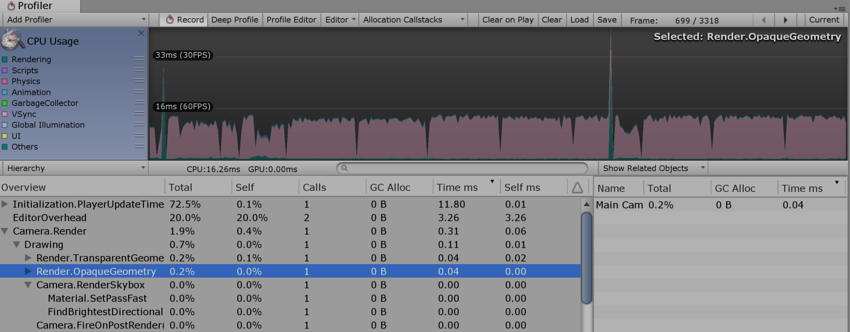 Profiler
Add Profiler Record Deep Profile Profile Editor Editor Allocation Callstacks Clear on Play Clear Load Save Frame: 699 / 3318 Current
CPU Usage
Rendering
Scripts
Physics
Animation
GarbageCollector
VSync
Global Illumination
UI
Others
Selected: Render.OpaqueGeometry
33ms (30FPS)
16ms (60FPS)
Hierarchy CPU:16.26ms GPU:0.00ms Show Related Objects
Overview Total Self Calls GC Alloc Time ms Self ms
Initialization.PlayerUpdateTime 72.5% 0.1% 1 0 B 11.80 0.01
EditorOverhead 20.0% 20.0% 2 0 B 3.26 3.26
Camera.Render 1.9% 0.4% 1 0 B 0.31 0.06
Drawing 0.7% 0.0% 1 0 B 0.11 0.01
Render.TransparentGeome 0.2% 0.1% 1 0 B 0.04 0.02
Render.OpaqueGeometry 0.2% 0.0% 1 0 B 0.04 0.00
Camera.RenderSkybox 0.0% 0.0% 1 0 B 0.00 0.00
Material.SetPassFast 0.0% 0.0% 1 0 B 0.00 0.00
FindBrightestDirectional 0.0% 0.0% 1 0 B 0.00 0.00
Camera.FireOnPostRender( 0.0% 0.0% 1 0 B 0.00 0.00
Name Total GC Alloc Time ms
Main Cam 0.2% 0 B 0.04